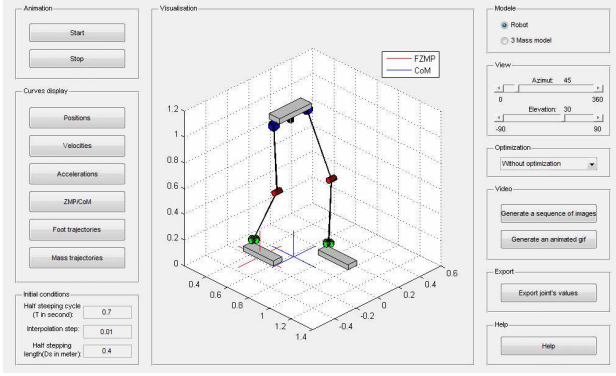 Animation
Start
Stop
Curves display
Positions
Velocities
Accelerations
ZMP/CoM
Foot trajectories
Mass trajectories
Initial conditions
Half steeping cycle
(T in second):
0.7
Interpolation step:
0.01
Half stepping
length(Ds in meter):
0.4
Visualisation
FZMP
CoM
1.2
1
0.8
0.6
0.4
0.2
0
0.4
0.6
0.8
1
1.2
1.4
-0.4
-0.2
0
0.2
0.4
0.6
Modele
Robot
3 Mass model
View
Azimut: 45
0 360
Elevation: 30
-90 90
Optimization
Without optimization
Video
Generate a sequence of images
Generate an animated gif
Export
Export joint's values
Help
Help